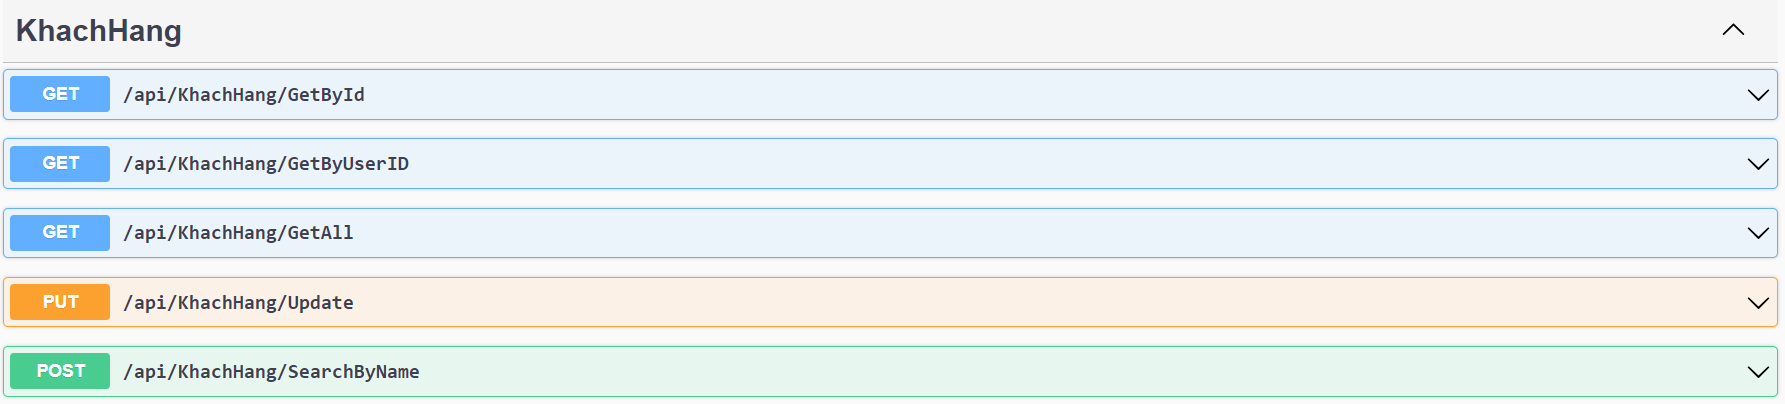 KhachHang
GET /api/KhachHang/GetById
GET /api/KhachHang/GetByUserID
GET /api/KhachHang/GetAll
PUT /api/KhachHang/Update
POST /api/KhachHang/SearchByName